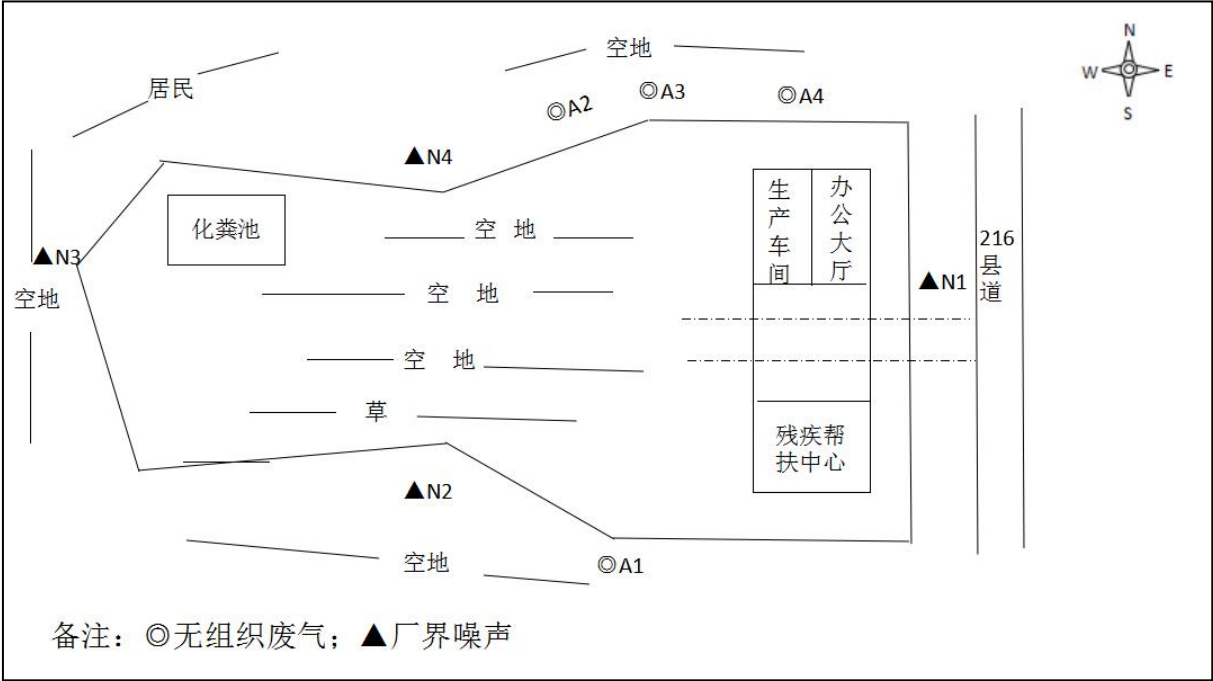 N
空地
W
E
居民
◎A3
◎A4
◎A2
S
▲N4
生产车间
办公大厅
化粪池
空 地
216
县
道
▲N3
▲N1
空地
空 地
空 地
草
残疾帮
扶中心
▲N2
空地
◎A1
备注：◎无组织废气；▲厂界噪声